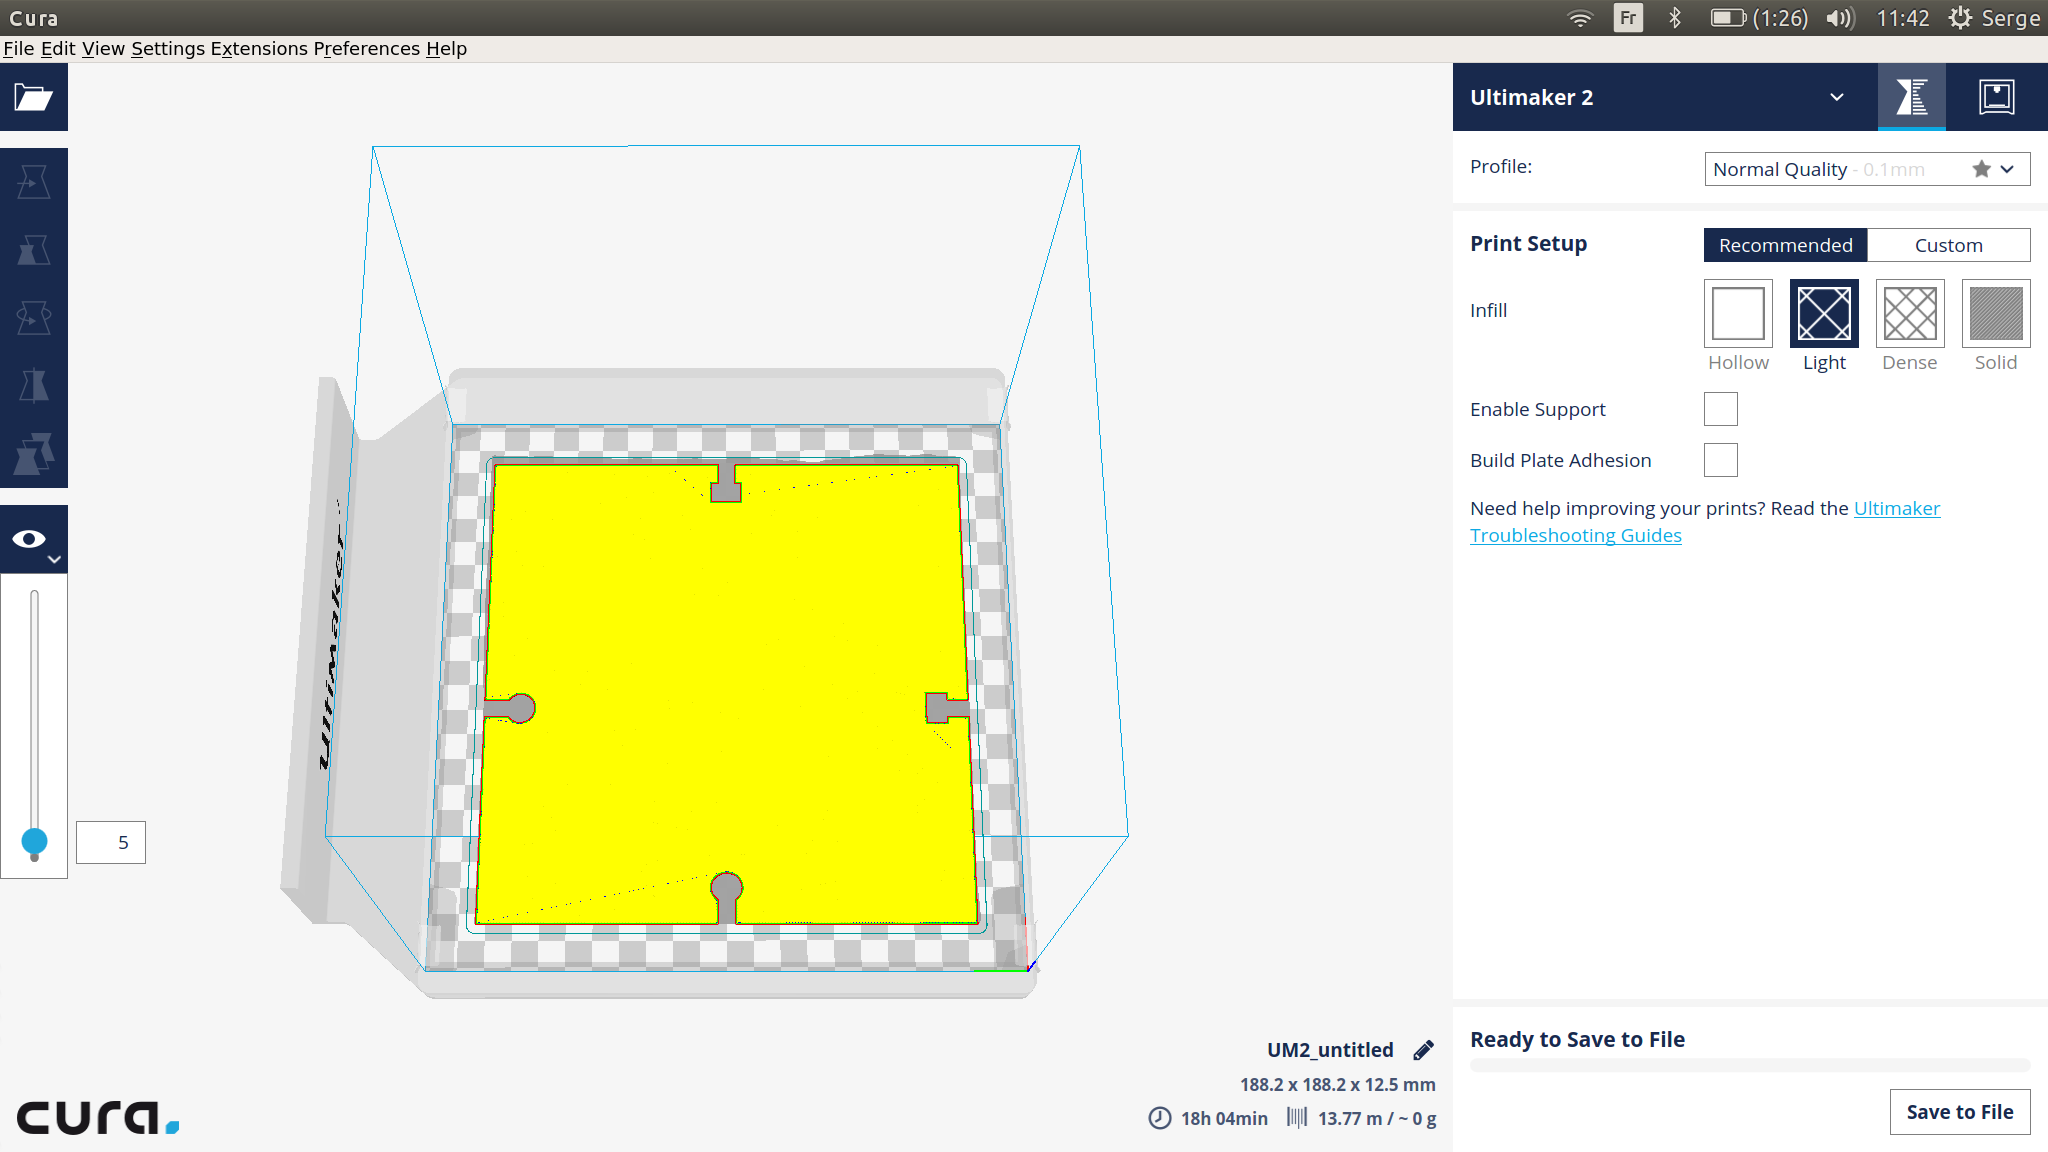 Cura
Fr
(1:26)
11:42
Serge
File Edit View Settings Extensions Preferences Help
Ultimaker 2
Profile:
Normal Quality - 0.1mm
Print Setup
Recommended
Custom
Infill
Hollow
Light
Dense
Solid
Enable Support
Build Plate Adhesion
Need help improving your prints? Read the Ultimaker
Troubleshooting Guides
Ultimaker
5
UM2_untitled
188.2 x 188.2 x 12.5 mm
18h 04min
13.77 m / ~ 0 g
cura.
Ready to Save to File
Save to File